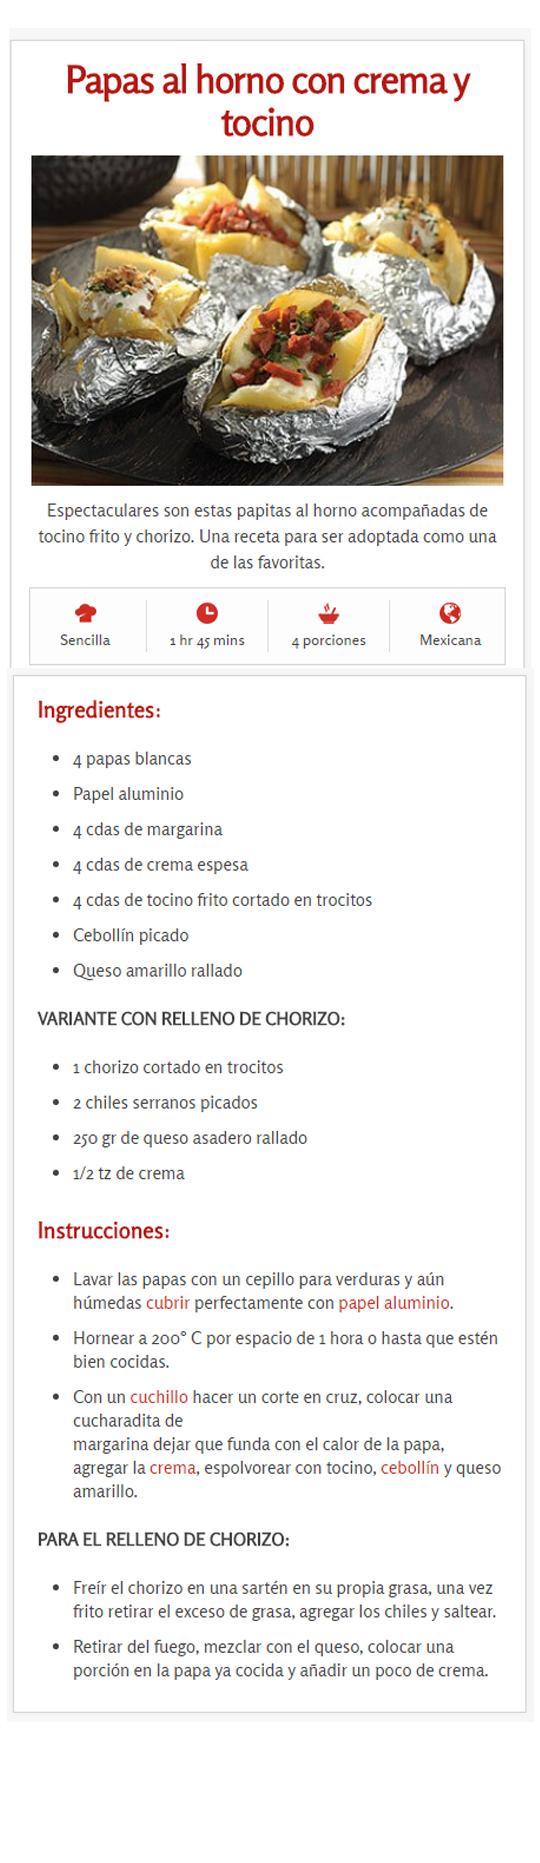 Papas al horno con crema y
tocino
Espectaculares son estas papitas al horno acompañadas de
tocino frito y chorizo. Una receta para ser adoptada como una
de las favoritas.
Sencilla
1 hr 45 mins
4 porciones
Mexicana
Ingredientes:
• 4 papas blancas
• Papel aluminio
• 4 cdas de margarina
• 4 cdas de crema espesa
• 4 cdas de tocino frito cortado en trocitos
• Cebollín picado
• Queso amarillo rallado
VARIANTE CON RELLENO DE CHORIZO:
• 1 chorizo cortado en trocitos
• 2 chiles serranos picados
• 250 gr de queso asadero rallado
• 1/2 tz de crema
Instrucciones:
• Lavar las papas con un cepillo para verduras y aún
húmedas cubrir perfectamente con papel aluminio.
• Hornear a 200° C por espacio de 1 hora o hasta que estén
bien cocidas.
• Con un cuchillo hacer un corte en cruz, colocar una
cucharadita de
margarina dejar que funda con el calor de la papa,
agregar la crema, espolvorear con tocino, cebollín y queso
amarillo.
PARA EL RELLENO DE CHORIZO:
• Freír el chorizo en una sartén en su propia grasa, una vez
frito retirar el exceso de grasa, agregar los chiles y saltear.
• Retirar del fuego, mezclar con el queso, colocar una
porción en la papa ya cocida y añadir un poco de crema.